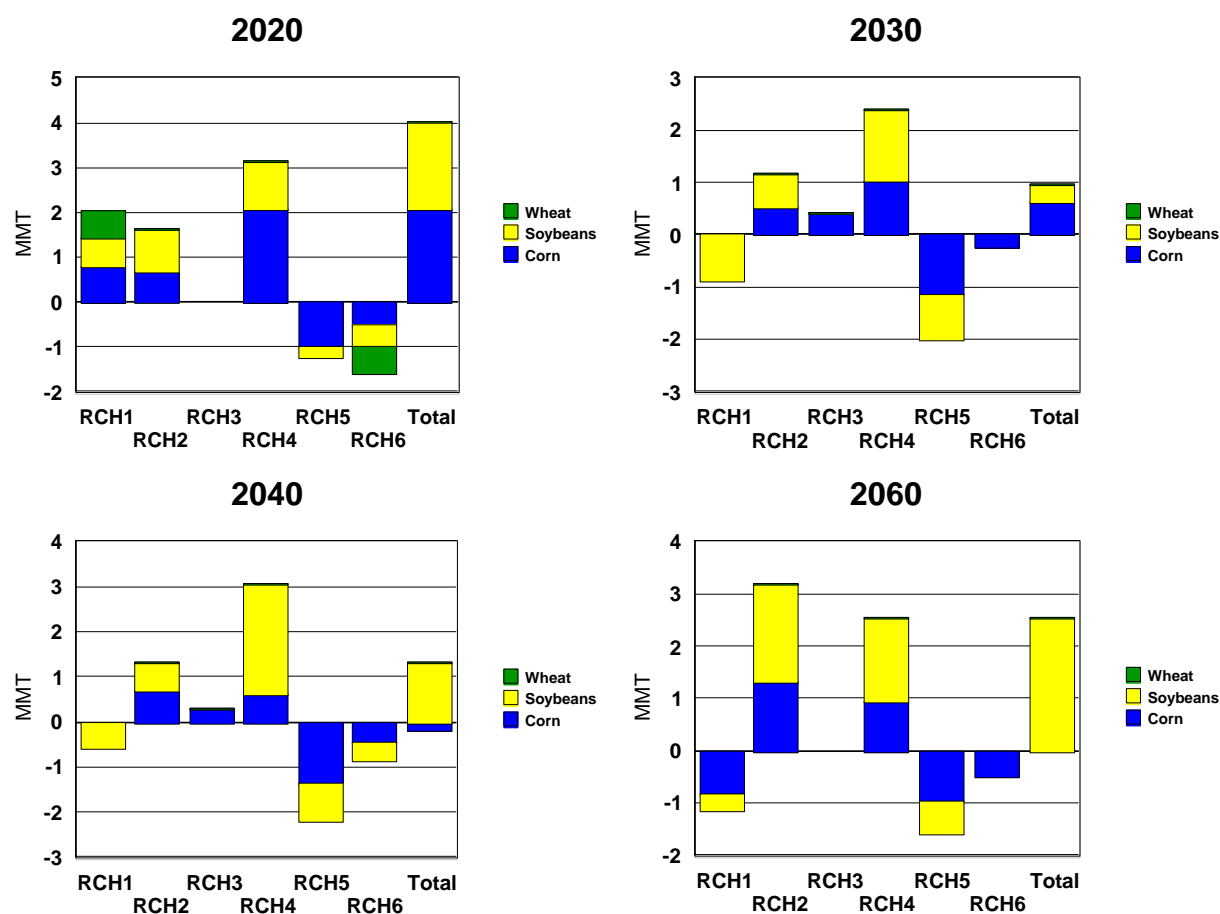 2020
5
4
3
2
1
0
-1
-2
MMT
RCH1
RCH2
RCH3
RCH4
RCH5
RCH6
Total
Wheat
Soybeans
Corn
2030
3
2
1
0
-1
-2
-3
MMT
RCH1
RCH2
RCH3
RCH4
RCH5
RCH6
Total
Wheat
Soybeans
Corn
2040
4
3
2
1
0
-1
-2
-3
MMT
RCH1
RCH2
RCH3
RCH4
RCH5
RCH6
Total
Wheat
Soybeans
Corn
2060
4
3
2
1
0
-1
-2
MMT
RCH1
RCH2
RCH3
RCH4
RCH5
RCH6
Total
Wheat
Soybeans
Corn